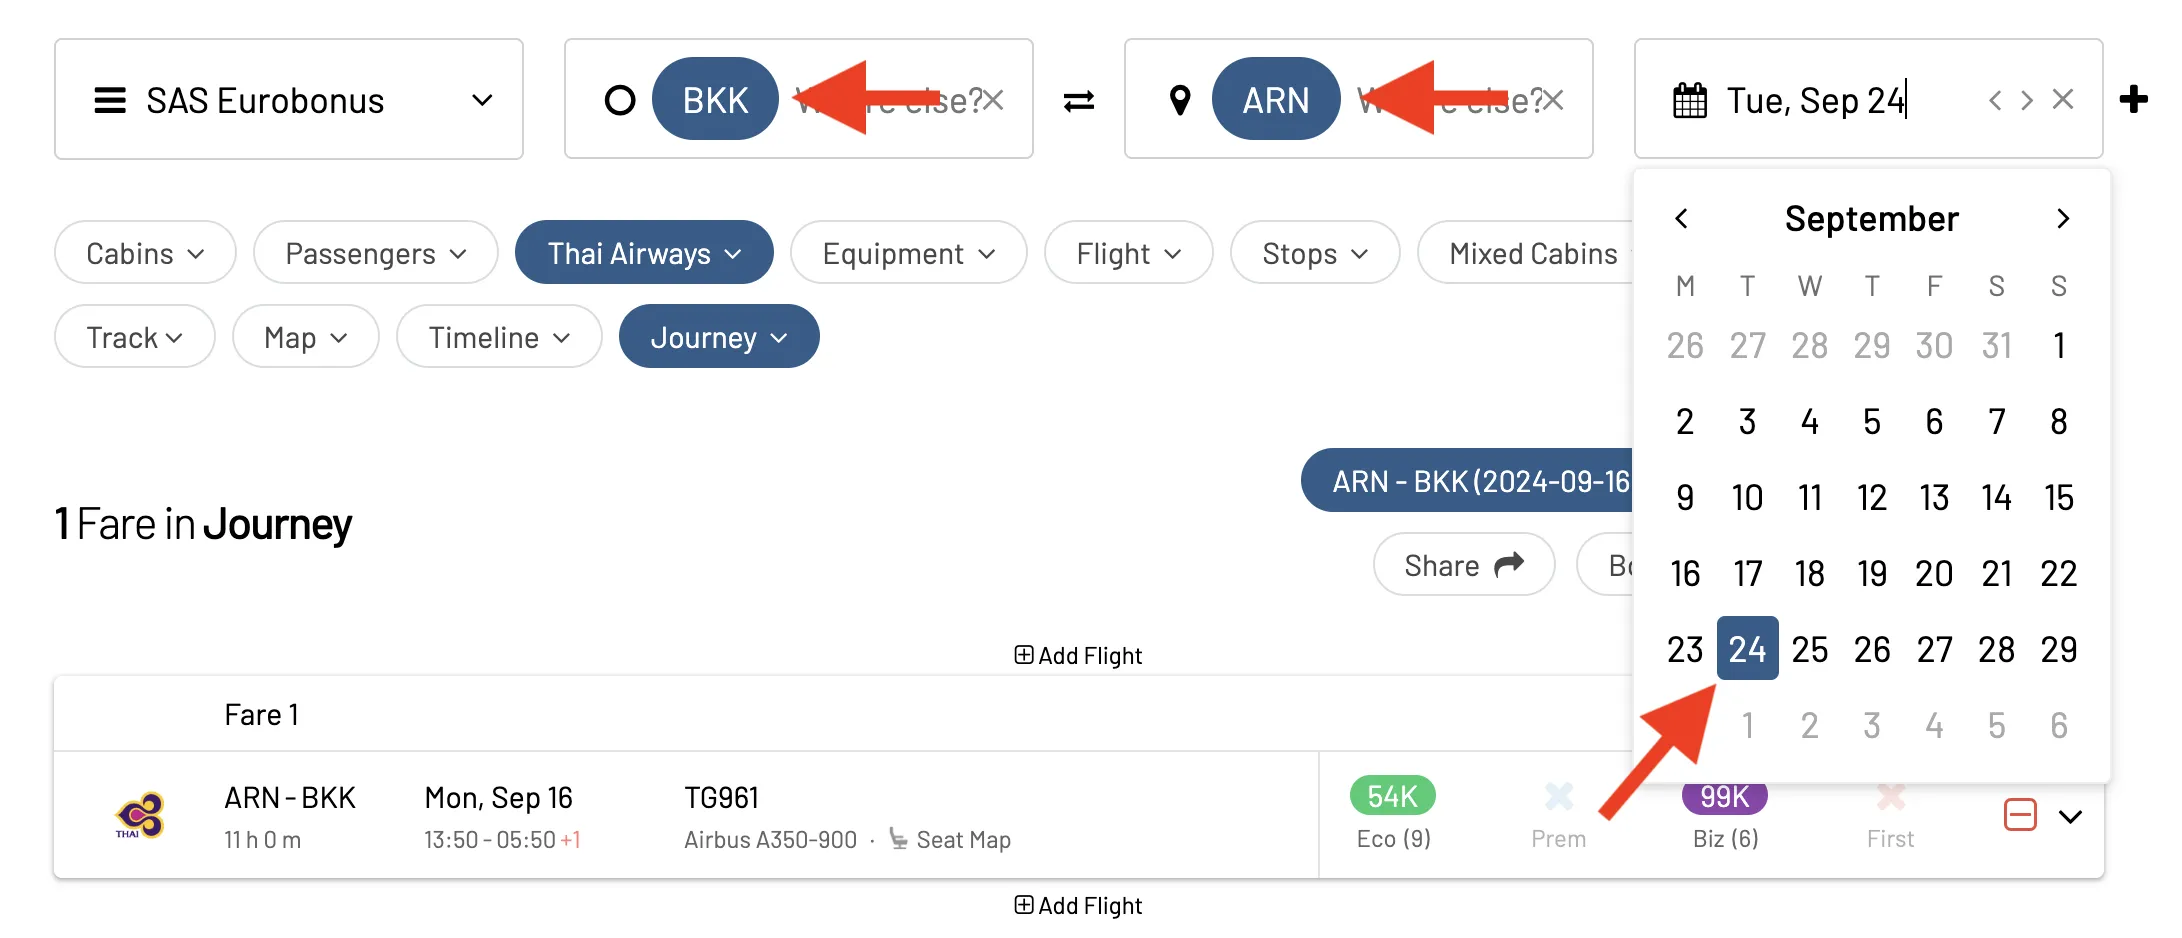 SAS Eurobonus
BKK
ARN
Tue, Sep 24
Cabins
Passengers
Thai Airways
Equipment
Flight
Stops
Mixed Cabins
Track
Map
Timeline
Journey
September
M T W T F S S
26 27 28 29 30 31 1
2 3 4 5 6 7 8
9 10 11 12 13 14 15
16 17 18 19 20 21 22
23 24 25 26 27 28 29
1 2 3 4 5 6
ARN - BKK (2024-09-16
1 Fare in Journey
Share
Add Flight
Fare 1
THAI
ARN - BKK
11 h 0 m
Mon, Sep 16
13:50 - 05:50 +1
TG961
Airbus A350-900 · Seat Map
54K
Eco (9)
Prem
99K
Biz (6)
First
Add Flight